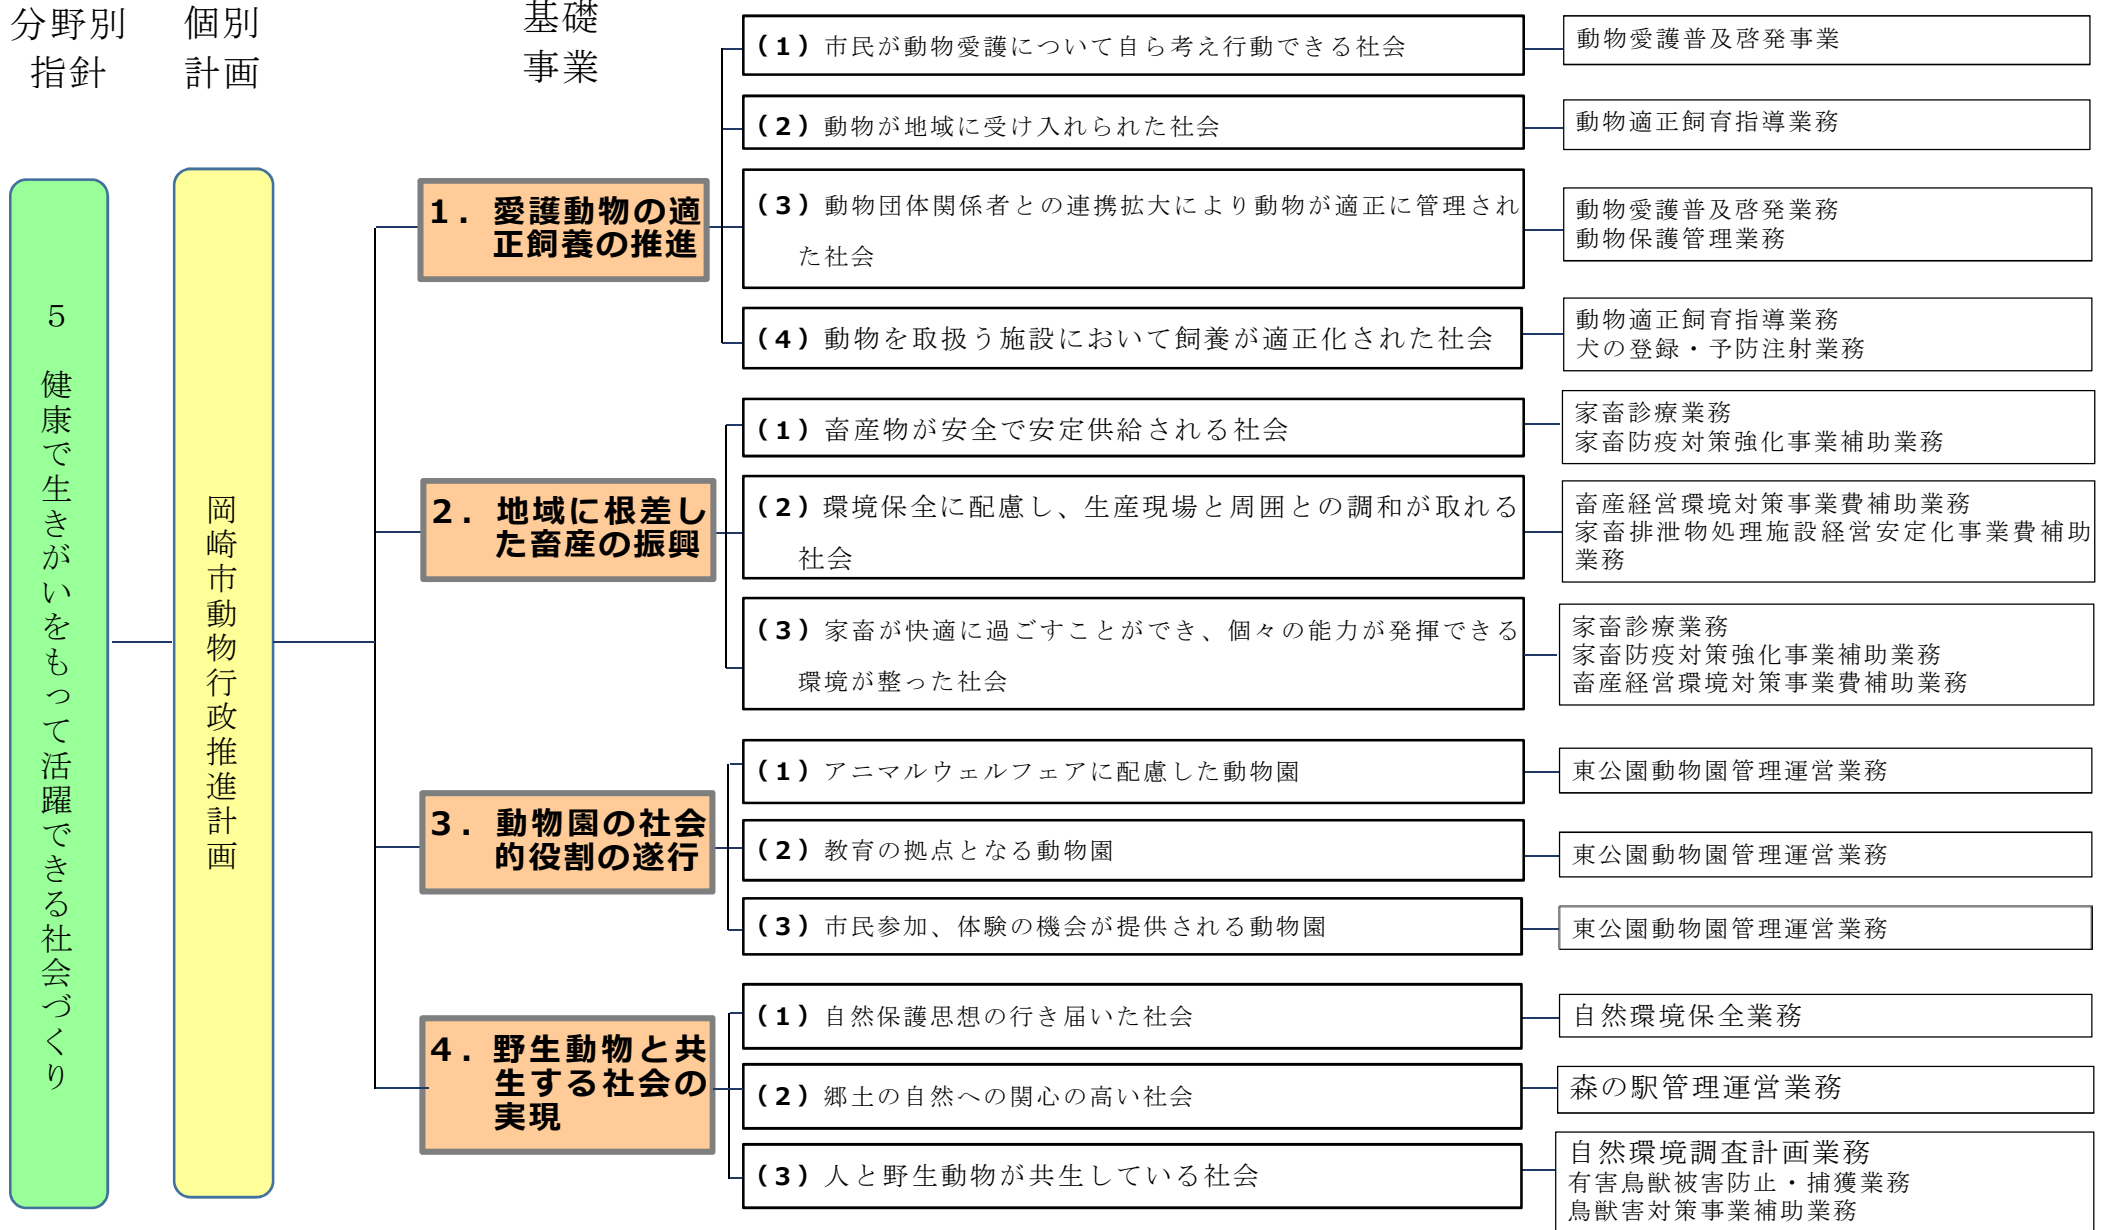 分野別
指針
個別
計画
基礎
事業
5 健康で生きがいをもって活躍できる社会づくり
岡崎市動物行政推進計画
1．愛護動物の適
正飼養の推進
(1)市民が動物愛護について自ら考え行動できる社会
動物愛護普及啓発事業
(2)動物が地域に受け入れられた社会
動物適正飼育指導業務
(3)動物団体関係者との連携拡大により動物が適正に管理され
た社会
動物愛護普及啓発業務
動物保護管理業務
(4)動物を取扱う施設において飼養が適正化された社会
動物適正飼育指導業務
犬の登録・予防注射業務
2．地域に根差し
た畜産の振興
(1)畜産物が安全で安定供給される社会
家畜診療業務
家畜防疫対策強化事業補助業務
(2)環境保全に配慮し、生産現場と周囲との調和が取れる
社会
畜産経営環境対策事業費補助業務
家畜排泄物処理施設経営安定化事業費補助
業務
(3)家畜が快適に過ごすことができ、個々の能力が発揮できる
環境が整った社会
家畜診療業務
家畜防疫対策強化事業補助業務
畜産経営環境対策事業費補助業務
3．動物園の社会
的役割の遂行
(1)アニマルウェルフェアに配慮した動物園
東公園動物園管理運営業務
(2)教育の拠点となる動物園
東公園動物園管理運営業務
(3)市民参加、体験の機会が提供される動物園
東公園動物園管理運営業務
4．野生動物と共
生する社会の
実現
(1)自然保護思想の行き届いた社会
自然環境保全業務
(2)郷土の自然への関心の高い社会
森の駅管理運営業務
(3)人と野生動物が共生している社会
自然環境調査計画業務
有害鳥獣被害防止・捕獲業務
鳥獣害対策事業補助業務